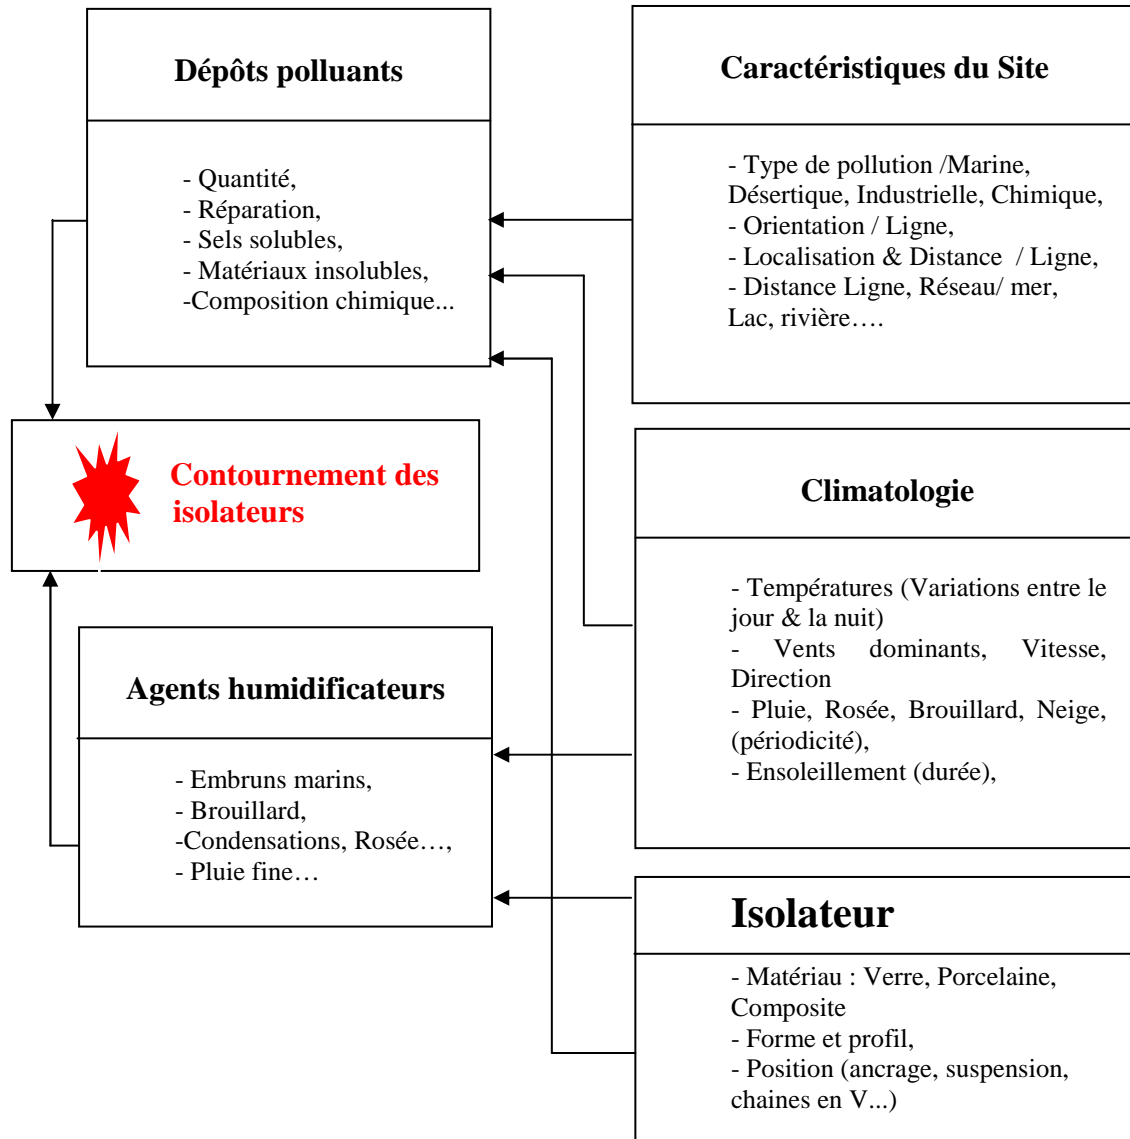 Dépôts polluants
- Quantité,
- Réparation,
- Sels solubles,
- Matériaux insolubles,
-Composition chimique...
Caractéristiques du Site
- Type de pollution /Marine,
Désertique, Industrielle, Chimique,
- Orientation / Ligne,
- Localisation & Distance / Ligne,
- Distance Ligne, Réseau/ mer,
Lac, rivière….
Contournement des
isolateurs
Climatologie
- Températures (Variations entre le
jour & la nuit)
- Vents dominants, Vitesse,
Direction
- Pluie, Rosée, Brouillard, Neige,
(périodicité),
- Ensoleillement (durée),
Agents humidificateurs
- Embruns marins,
- Brouillard,
-Condensations, Rosée…,
- Pluie fine…
Isolateur
- Matériau : Verre, Porcelaine,
Composite
- Forme et profil,
- Position (ancrage, suspension,
chaines en V...)